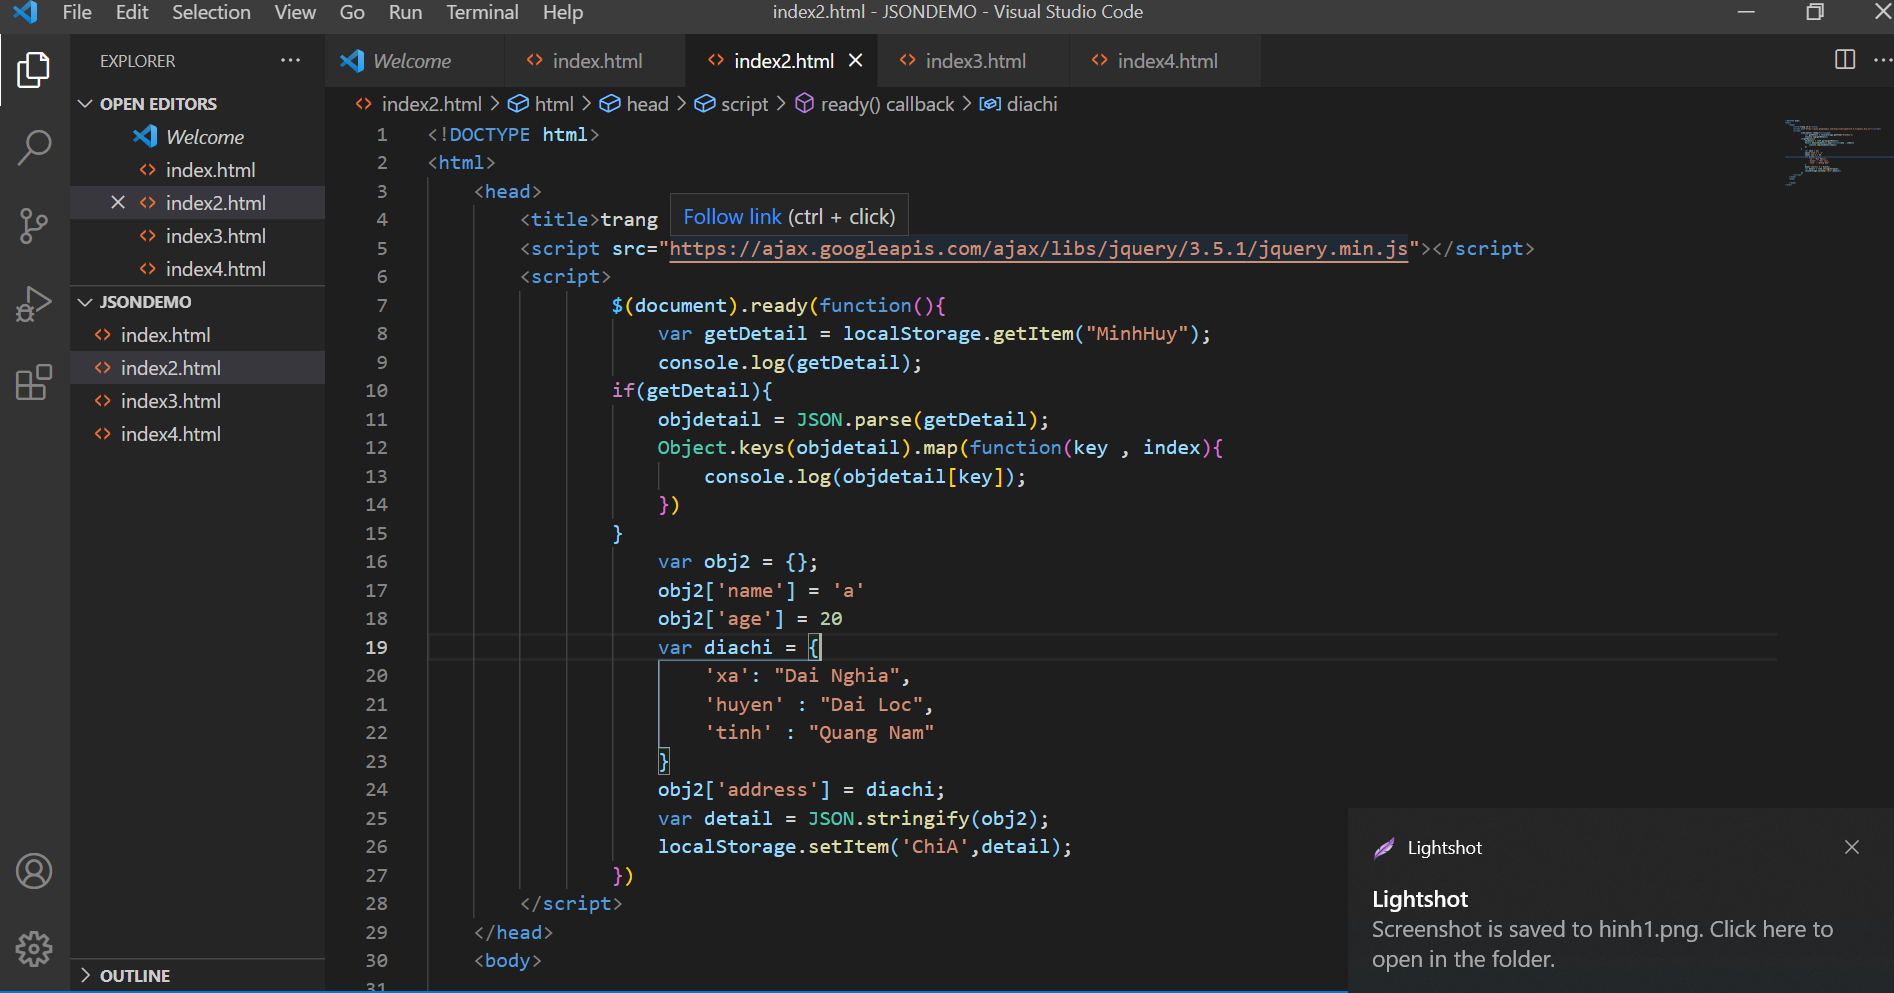 File Edit Selection View Go Run Terminal Help index2.html - JSONDEMO - Visual Studio Code
EXPLORER
OPEN EDITORS
Welcome
index.html
index2.html
index3.html
index4.html
JSONDEMO
index.html
index2.html
index3.html
index4.html
OUTLINE
Welcome index.html index2.html index3.html index4.html
index2.html > html > head > script > ready() callback > diachi
1 <!DOCTYPE html>
2 <html>
3 <head>
4 <title>trang
Follow link (ctrl + click)
5 <script src="https://ajax.googleapis.com/ajax/libs/jquery/3.5.1/jquery.min.js"></script>
6 <script>
7 $(document).ready(function(){
8 var getDetail = localStorage.getItem("MinhHuy");
9 console.log(getDetail);
10 if(getDetail){
11 objdetail = JSON.parse(getDetail);
12 Object.keys(objdetail).map(function(key , index){
13 console.log(objdetail[key]);
14 })
15 }
16 var obj2 = {};
17 obj2['name'] = 'a'
18 obj2['age'] = 20
19 var diachi = {
20 'xa': "Dai Nghia",
21 'huyen' : "Dai Loc",
22 'tinh' : "Quang Nam"
23 }
24 obj2['address'] = diachi;
25 var detail = JSON.stringify(obj2);
26 localStorage.setItem('ChiA',detail);
27 })
28 </script>
29 </head>
30 <body>
31
Lightshot
Lightshot
Screenshot is saved to hinh1.png. Click here to
open in the folder.